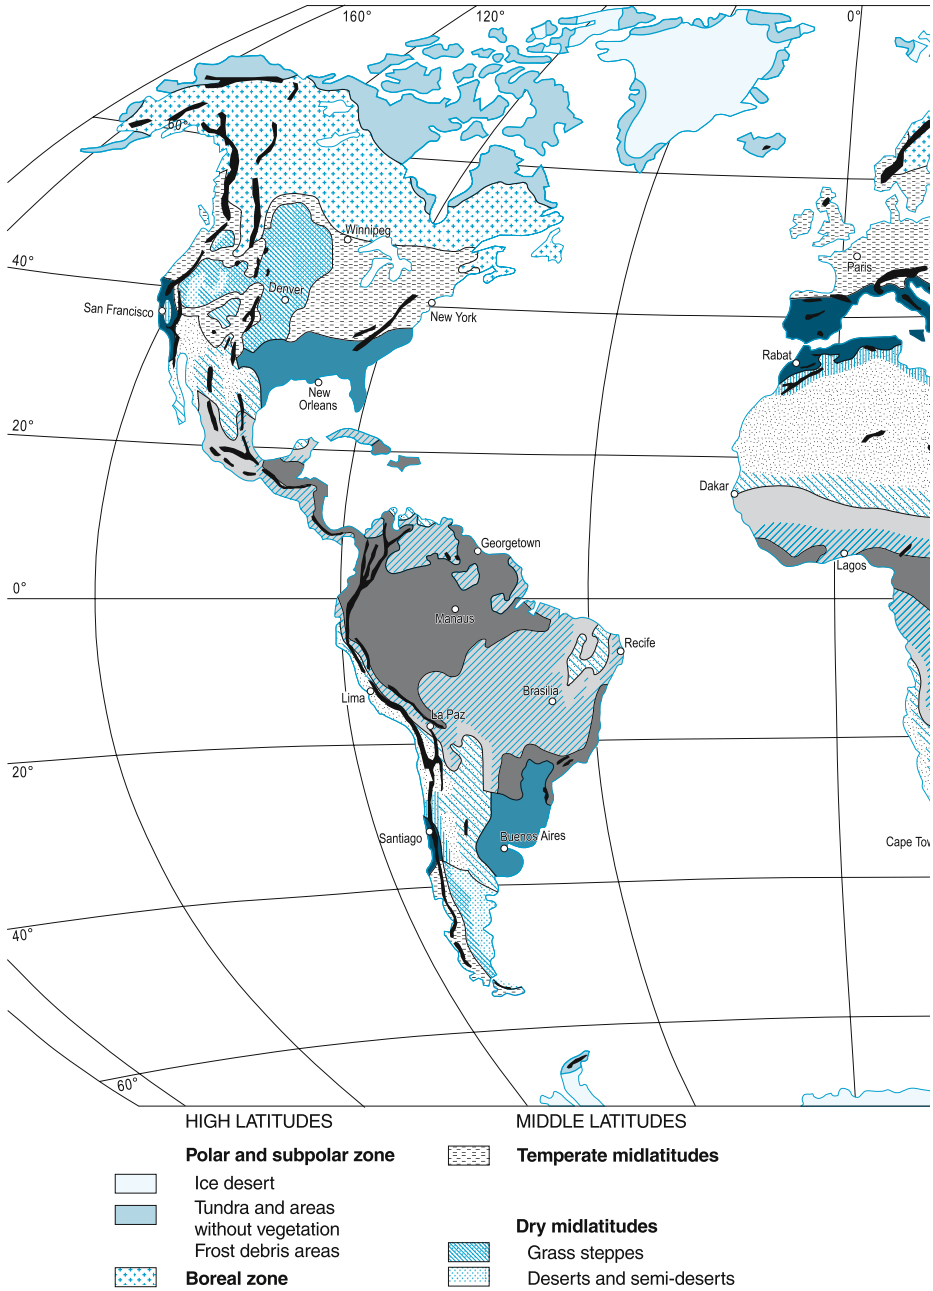 160°
120°
0°
60°
Winnipeg
Paris
40°
Denver
San Francisco
New York
Rabat
New
Orleans
20°
Dakar
Georgetown
Lagos
0°
Manaus
Recife
Brasilia
Lima
La Paz
20°
Santiago
Buenos Aires
Cape Tow
40°
60°
HIGH LATITUDES
Polar and subpolar zone
Ice desert
Tundra and areas
without vegetation
Frost debris areas
Boreal zone
MIDDLE LATITUDES
Temperate midlatitudes
Dry midlatitudes
Grass steppes
Deserts and semi-deserts